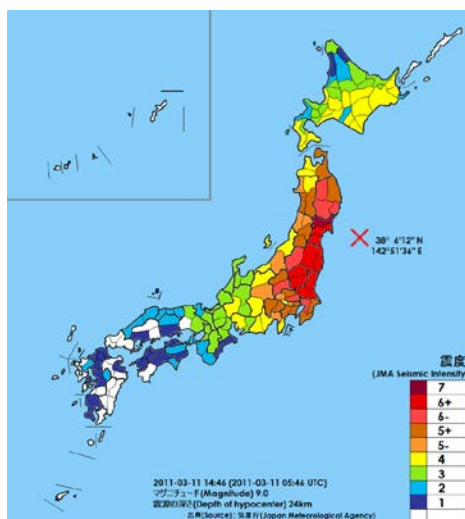 38° 6'12" N
142°51'36" E
震度
(JMA Seismic Intensity)
7
6+
6-
5+
5-
4
3
2
1
2011-03-11 14:46 (2011-03-11 05:46 UTC)
マグニチュード(Magnitude) 9.0
震源の深さ(Depth of hypocenter) 24km
出典(Source) : 気象庁(Japan Meteorological Agency)